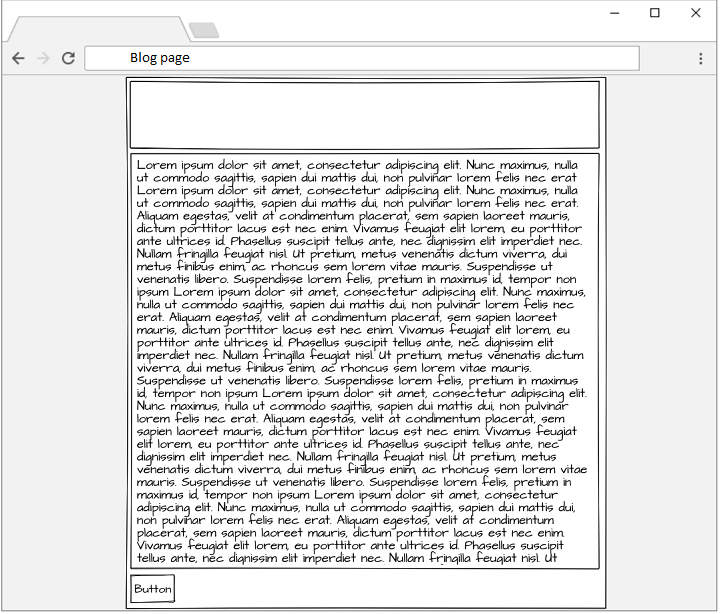 Blog page
Lorem ipsum dolor sit amet, consectetur adipiscing elit. Nunc maximus, nulla
ut commodo sagittis, sapien dui mattis dui, non pulvinar lorem felis nec erat
Lorem ipsum dolor sit amet, consectetur adipiscing elit. Nunc maximus, nulla
ut commodo sagittis, sapien dui mattis dui, non pulvinar lorem felis nec erat.
Aliquam egestas, velit at condimentum placerat, sem sapien laoreet mauris,
dictum porttitor lacus est nec enim. Vivamus feugiat elit lorem, eu porttitor
ante ultrices id. Phasellus suscipit tellus ante, nec dignissim elit imperdiet nec.
Nullam fringilla feugiat nisl. Ut pretium, metus venenatis dictum viverra, dui
metus finibus enim, ac rhoncus sem lorem vitae mauris. Suspendisse ut
venenatis libero. Suspendisse lorem felis, pretium in maximus id, tempor non
ipsum Lorem ipsum dolor sit amet, consectetur adipiscing elit. Nunc maximus,
nulla ut commodo sagittis, sapien dui mattis dui, non pulvinar lorem felis nec
erat. Aliquam egestas, velit at condimentum placerat, sem sapien laoreet
mauris, dictum porttitor lacus est nec enim. Vivamus feugiat elit lorem, eu
porttitor ante ultrices id. Phasellus suscipit tellus ante, nec dignissim elit
imperdiet nec. Nullam fringilla feugiat nisl. Ut pretium, metus venenatis dictum
viverra, dui metus finibus enim, ac rhoncus sem lorem vitae mauris.
Suspendisse ut venenatis libero. Suspendisse lorem felis, pretium in maximus
id, tempor non ipsum Lorem ipsum dolor sit amet, consectetur adipiscing elit.
Nunc maximus, nulla ut commodo sagittis, sapien dui mattis dui, non pulvinar
lorem felis nec erat. Aliquam egestas, velit at condimentum placerat, sem
sapien laoreet mauris, dictum porttitor lacus est nec enim. Vivamus feugiat
elit lorem, eu porttitor ante ultrices id. Phasellus suscipit tellus ante, nec
dignissim elit imperdiet nec. Nullam fringilla feugiat nisl. Ut pretium, metus
venenatis dictum viverra, dui metus finibus enim, ac rhoncus sem lorem vitae
mauris. Suspendisse ut venenatis libero. Suspendisse lorem felis, pretium in
maximus id, tempor non ipsum Lorem ipsum dolor sit amet, consectetur
adipiscing elit. Nunc maximus, nulla ut commodo sagittis, sapien dui mattis dui,
non pulvinar lorem felis nec erat. Aliquam egestas, velit at condimentum
placerat, sem sapien laoreet mauris, dictum porttitor lacus est nec enim.
Vivamus feugiat elit lorem, eu porttitor ante ultrices id. Phasellus suscipit
tellus ante, nec dignissim elit imperdiet nec. Nullam fringilla feugiat nisl. Ut
Button